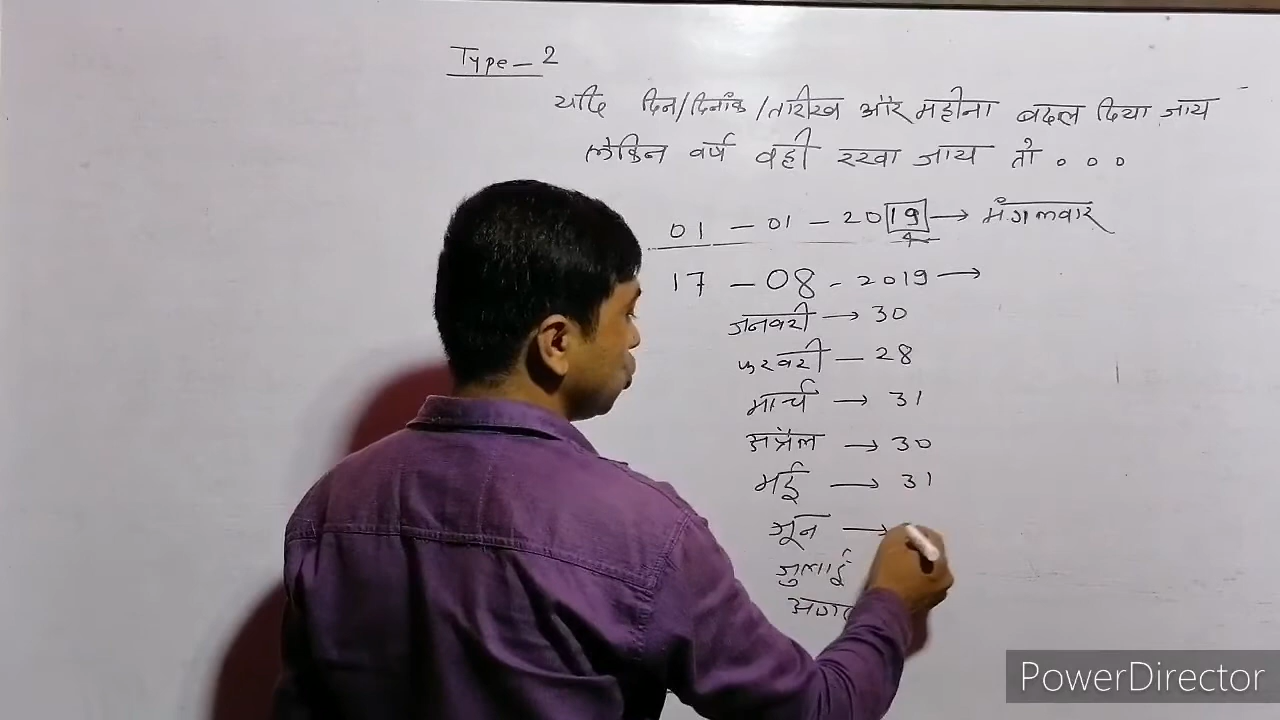 Type - 2
यदि दिन/दिनाँक/तारीख और महीना बदल दिया जाय
लेकिन वर्ष वही रखा जाय तो . . .
01 - 01 - 2019 → मंगलवार
17 - 08 - 2019 →
जनवरी → 30
फरवरी - 28
मार्च → 31
अप्रैल → 30
मई → 31
जून →
जुलाई
PowerDirector